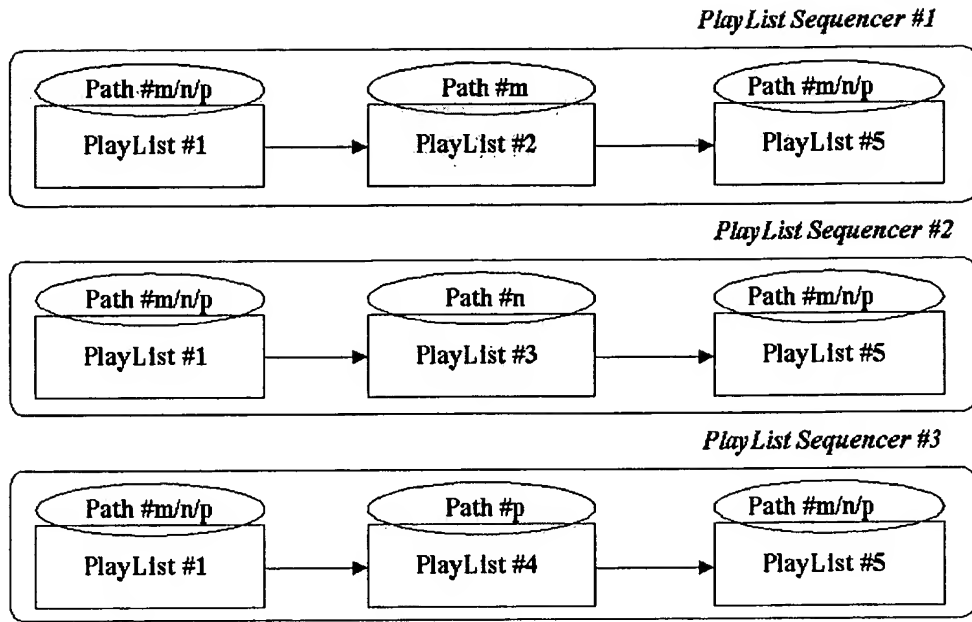 PlayList Sequencer #1
Path #m/n/p
Path #m
Path #m/n/p
PlayList #1
PlayList #2
PlayList #5
PlayList Sequencer #2
Path #m/n/p
Path #n
Path #m/n/p
PlayList #1
PlayList #3
PlayList #5
PlayList Sequencer #3
Path #m/n/p
Path #p
Path #m/n/p
PlayList #1
PlayList #4
PlayList #5